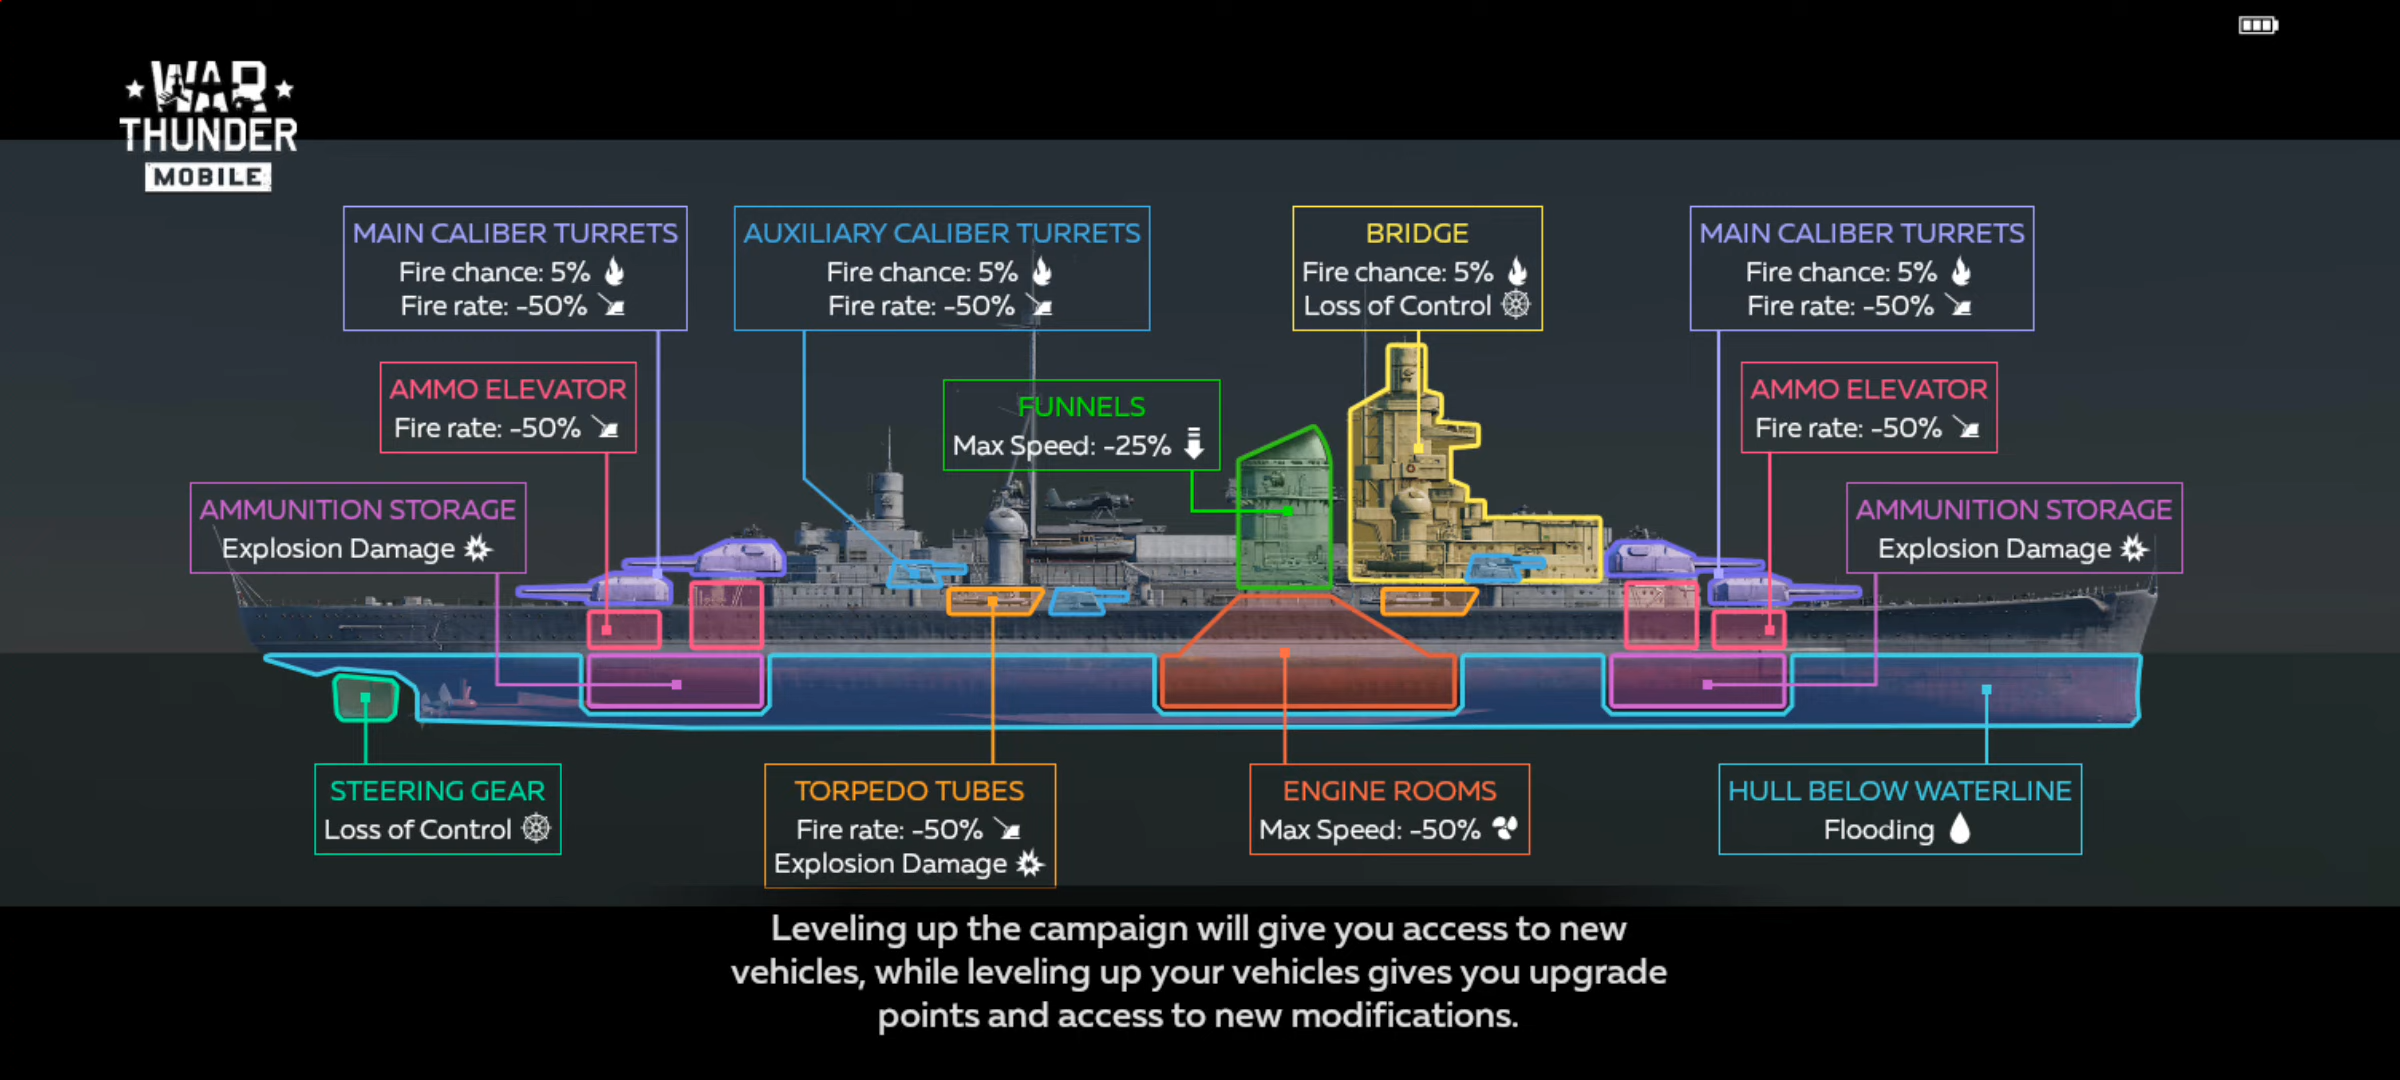 WAR
THUNDER
MOBILE
MAIN CALIBER TURRETS
Fire chance: 5%
Fire rate: -50%
AUXILIARY CALIBER TURRETS
Fire chance: 5%
Fire rate: -50%
BRIDGE
Fire chance: 5%
Loss of Control
MAIN CALIBER TURRETS
Fire chance: 5%
Fire rate: -50%
AMMO ELEVATOR
Fire rate: -50%
FUNNELS
Max Speed: -25%
AMMO ELEVATOR
Fire rate: -50%
AMMUNITION STORAGE
Explosion Damage
AMMUNITION STORAGE
Explosion Damage
STEERING GEAR
Loss of Control
TORPEDO TUBES
Fire rate: -50%
Explosion Damage
ENGINE ROOMS
Max Speed: -50%
HULL BELOW WATERLINE
Flooding
Leveling up the campaign will give you access to new
vehicles, while leveling up your vehicles gives you upgrade
points and access to new modifications.